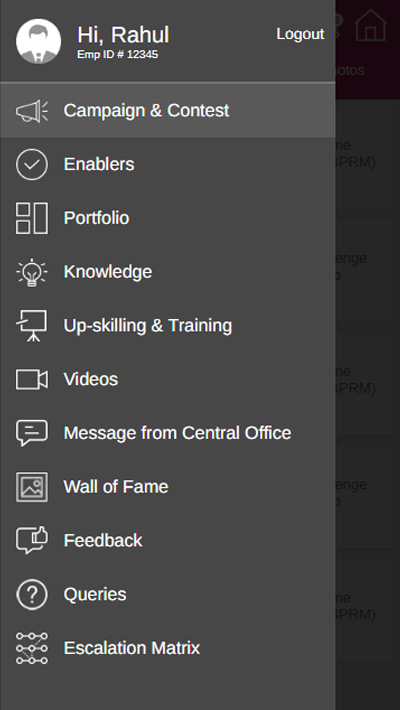 Hi, Rahul
Logout
Emp ID # 12345
Campaign & Contest
Enablers
Portfolio
Knowledge
Up-skilling & Training
Videos
Message from Central Office
Wall of Fame
Feedback
Queries
Escalation Matrix